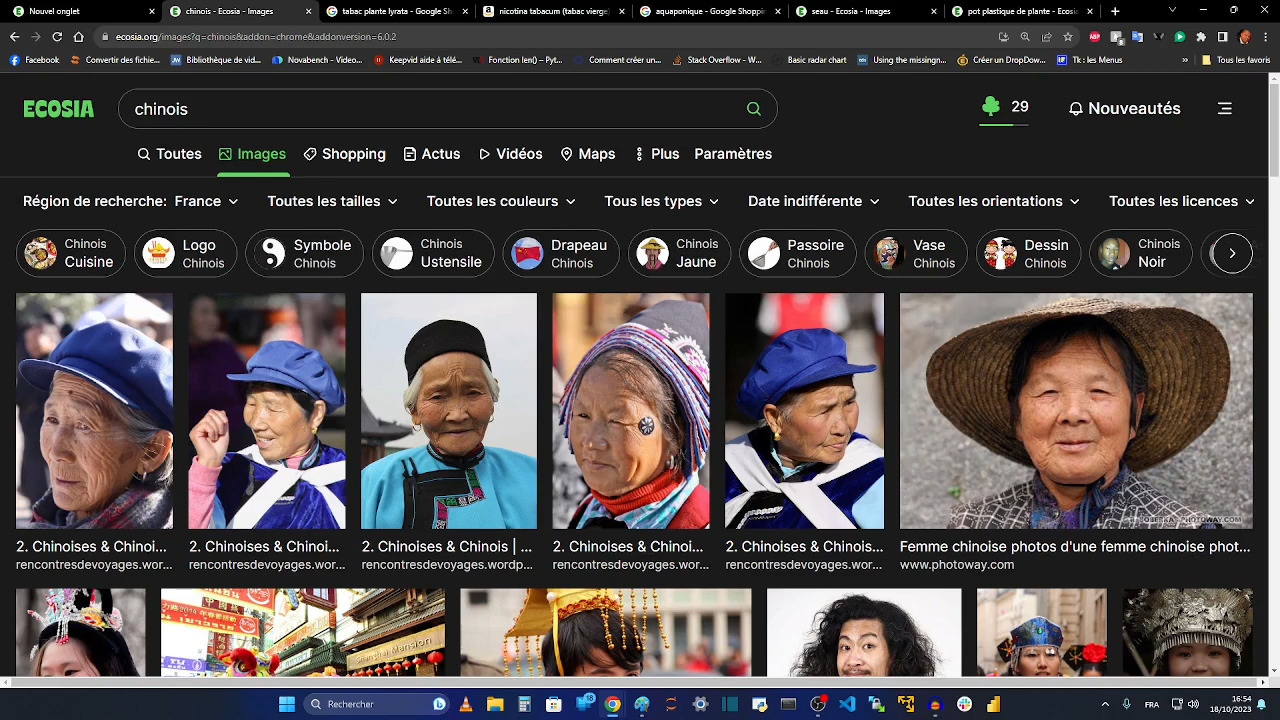 Nouvel onglet
chinois - Ecosia - Images
tabac plante lyrata - Google Sh
nicotina tabacum (tabac vierge)
aquaponique - Google Shoppin
seau - Ecosia - Images
pot plastique de plante - Ecosia
ecosia.org/images?q=chinois&addon=chrome&addonversion=6.0.2
Facebook
Convertir des fichie...
Bibliothèque de vid...
Novabench - Video...
Keepvid aide à télé...
Fonction len() – Pyt...
Comment créer un...
Stack Overflow - W...
Basic radar chart
Using the missingn...
Créer un DropDow...
Tk : les Menus
»
Tous les favoris
ECOSIA
chinois
29
Nouveautés
Toutes
Images
Shopping
Actus
Vidéos
Maps
Plus
Paramètres
Région de recherche: France
Toutes les tailles
Toutes les couleurs
Tous les types
Date indifférente
Toutes les orientations
Toutes les licences
Chinois
Cuisine
Logo
Chinois
Symbole
Chinois
Chinois
Ustensile
Drapeau
Chinois
Chinois
Jaune
Passoire
Chinois
Vase
Chinois
Dessin
Chinois
Chinois
Noir
2. Chinoises & Chinoi...
rencontresdevoyages.wor...
2. Chinoises & Chinoi...
rencontresdevoyages.wor...
2. Chinoises & Chinois | ...
rencontresdevoyages.wordp...
2. Chinoises & Chinoi...
rencontresdevoyages.wor...
2. Chinoises & Chinois...
rencontresdevoyages.wor...
Femme chinoise photos d'une femme chinoise phot...
www.photoway.com
中國城
Shanghai Mansion
Rechercher
18
FRA
16:54
18/10/2023